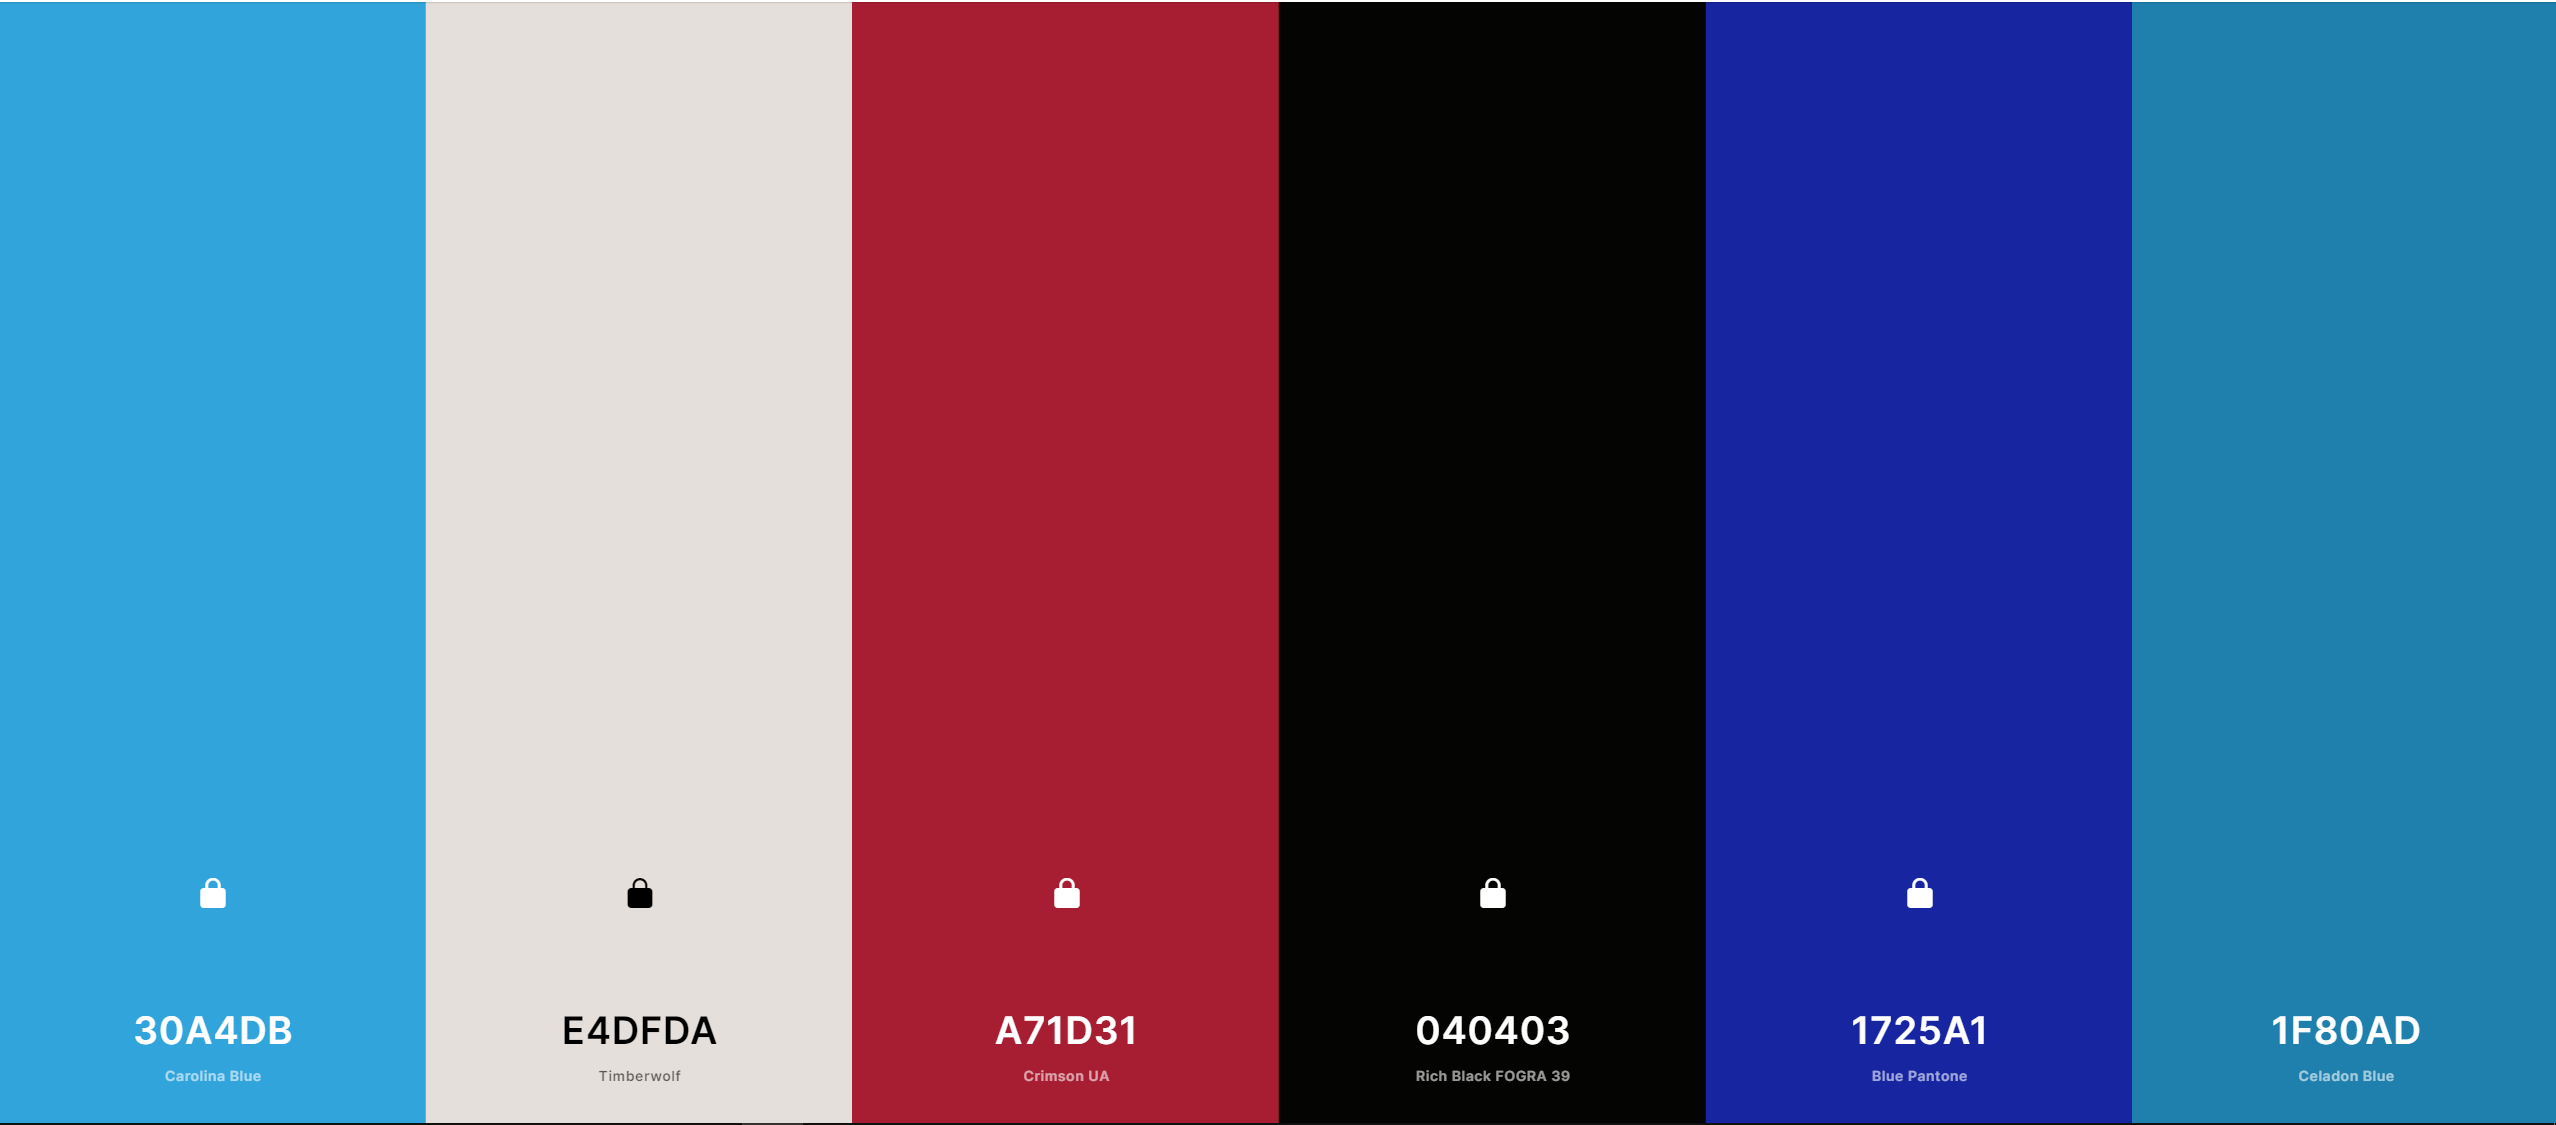 30A4DB
Carolina Blue
E4DFDA
Timberwolf
A71D31
Crimson UA
040403
Rich Black FOGRA 39
1725A1
Blue Pantone
1F80AD
Celadon Blue